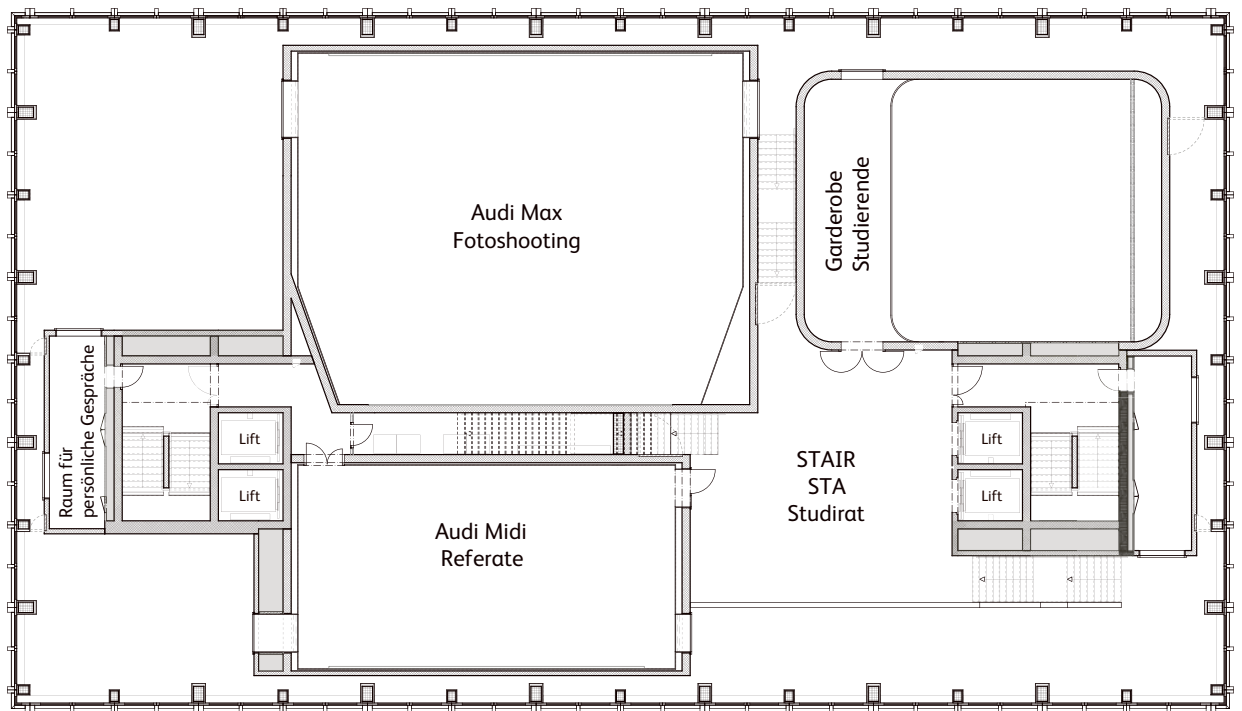 Audi Max
Fotoshooting
Garderobe
Studierende
Raum für
persönliche Gespräche
Lift
Lift
Audi Midi
Referate
STAIR
STA
Studirat
Lift
Lift